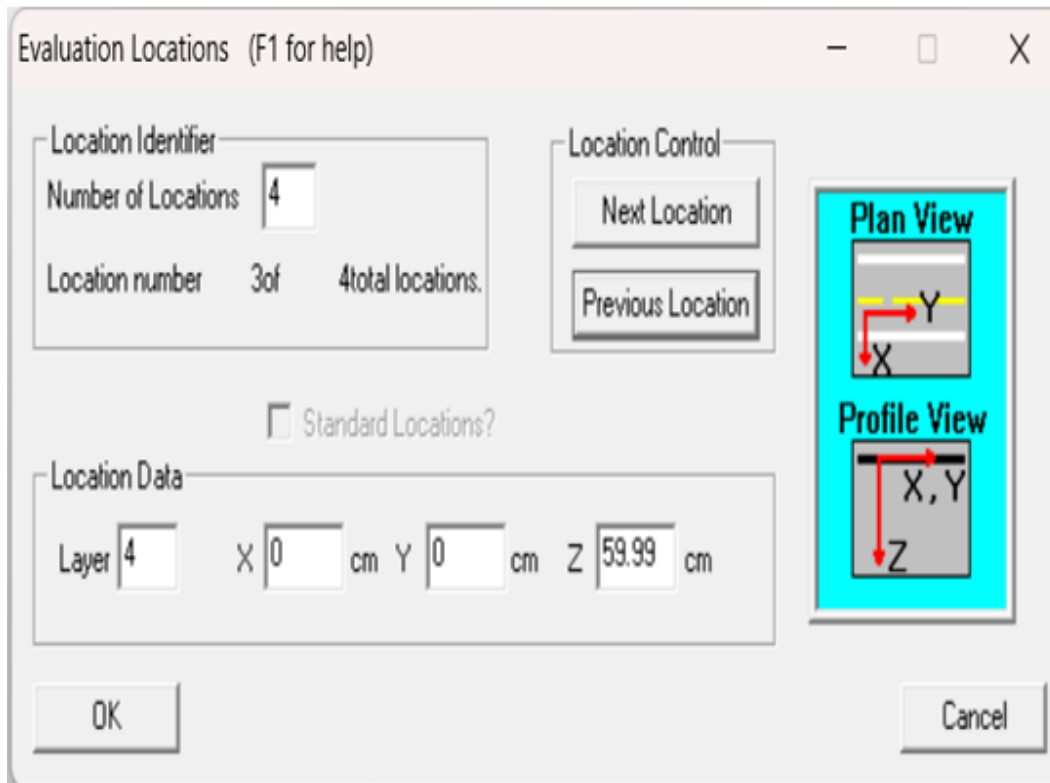 Evaluation Locations (F1 for help)
Location Identifier
Number of Locations 4
Location number 3of 4total locations.
Location Control
Next Location
Previous Location
Standard Locations?
Location Data
Layer 4 X 0 cm Y 0 cm Z 59.99 cm
Plan View
Y
X
Profile View
X, Y
Z
OK
Cancel